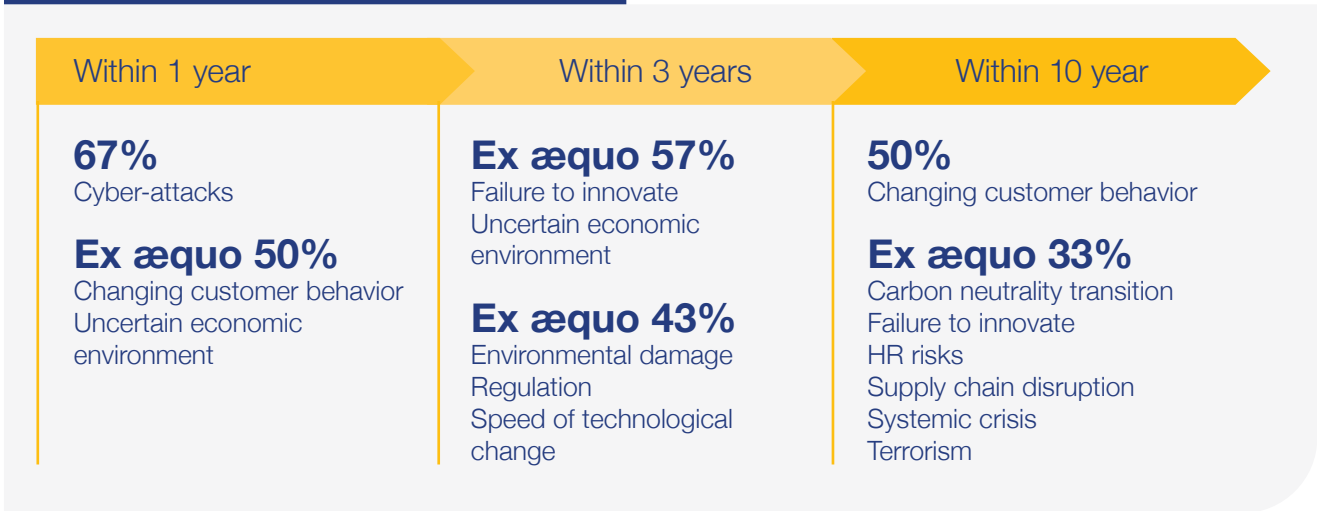 Within 1 year
Within 3 years
Within 10 year
67%
Cyber-attacks
Ex æquo 50%
Changing customer behavior
Uncertain economic
environment
Ex æquo 57%
Failure to innovate
Uncertain economic
environment
Ex æquo 43%
Environmental damage
Regulation
Speed of technological
change
50%
Changing customer behavior
Ex æquo 33%
Carbon neutrality transition
Failure to innovate
HR risks
Supply chain disruption
Systemic crisis
Terrorism